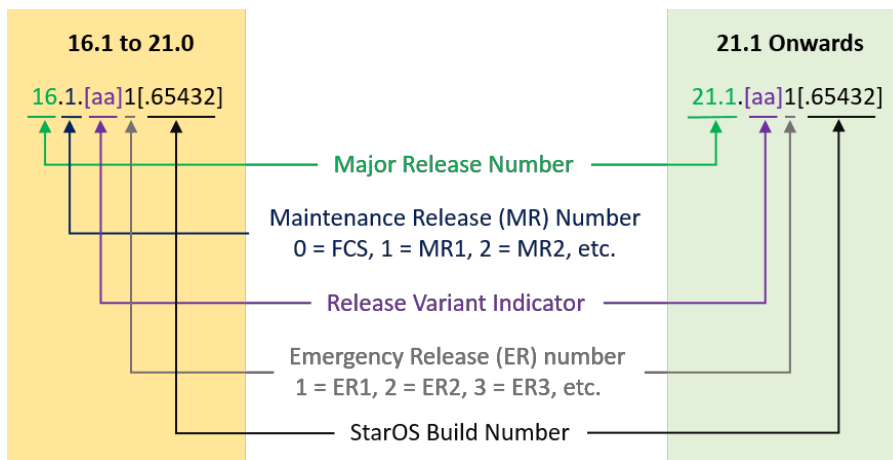 16.1 to 21.0
21.1 Onwards
16.1.[aa]1[.65432]
21.1.[aa]1[.65432]
Major Release Number
Maintenance Release (MR) Number
0 = FCS, 1 = MR1, 2 = MR2, etc.
Release Variant Indicator
Emergency Release (ER) number
1 = ER1, 2 = ER2, 3 = ER3, etc.
StarOS Build Number